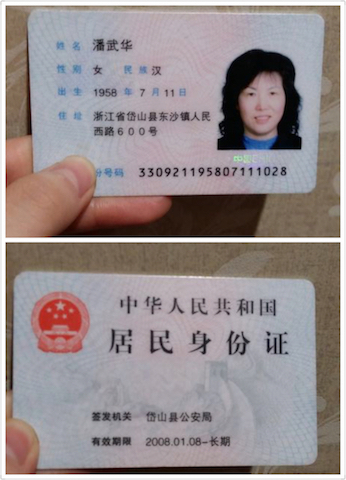 姓名 潘武华
性别 女 民族 汉
出生 1958 年 7 月 11 日
住址 浙江省岱山县东沙镇人民
西路600号
份号码 330921195807111028
中华人民共和国
居民身份证
签发机关 岱山县公安局
有效期限 2008.01.08-长期